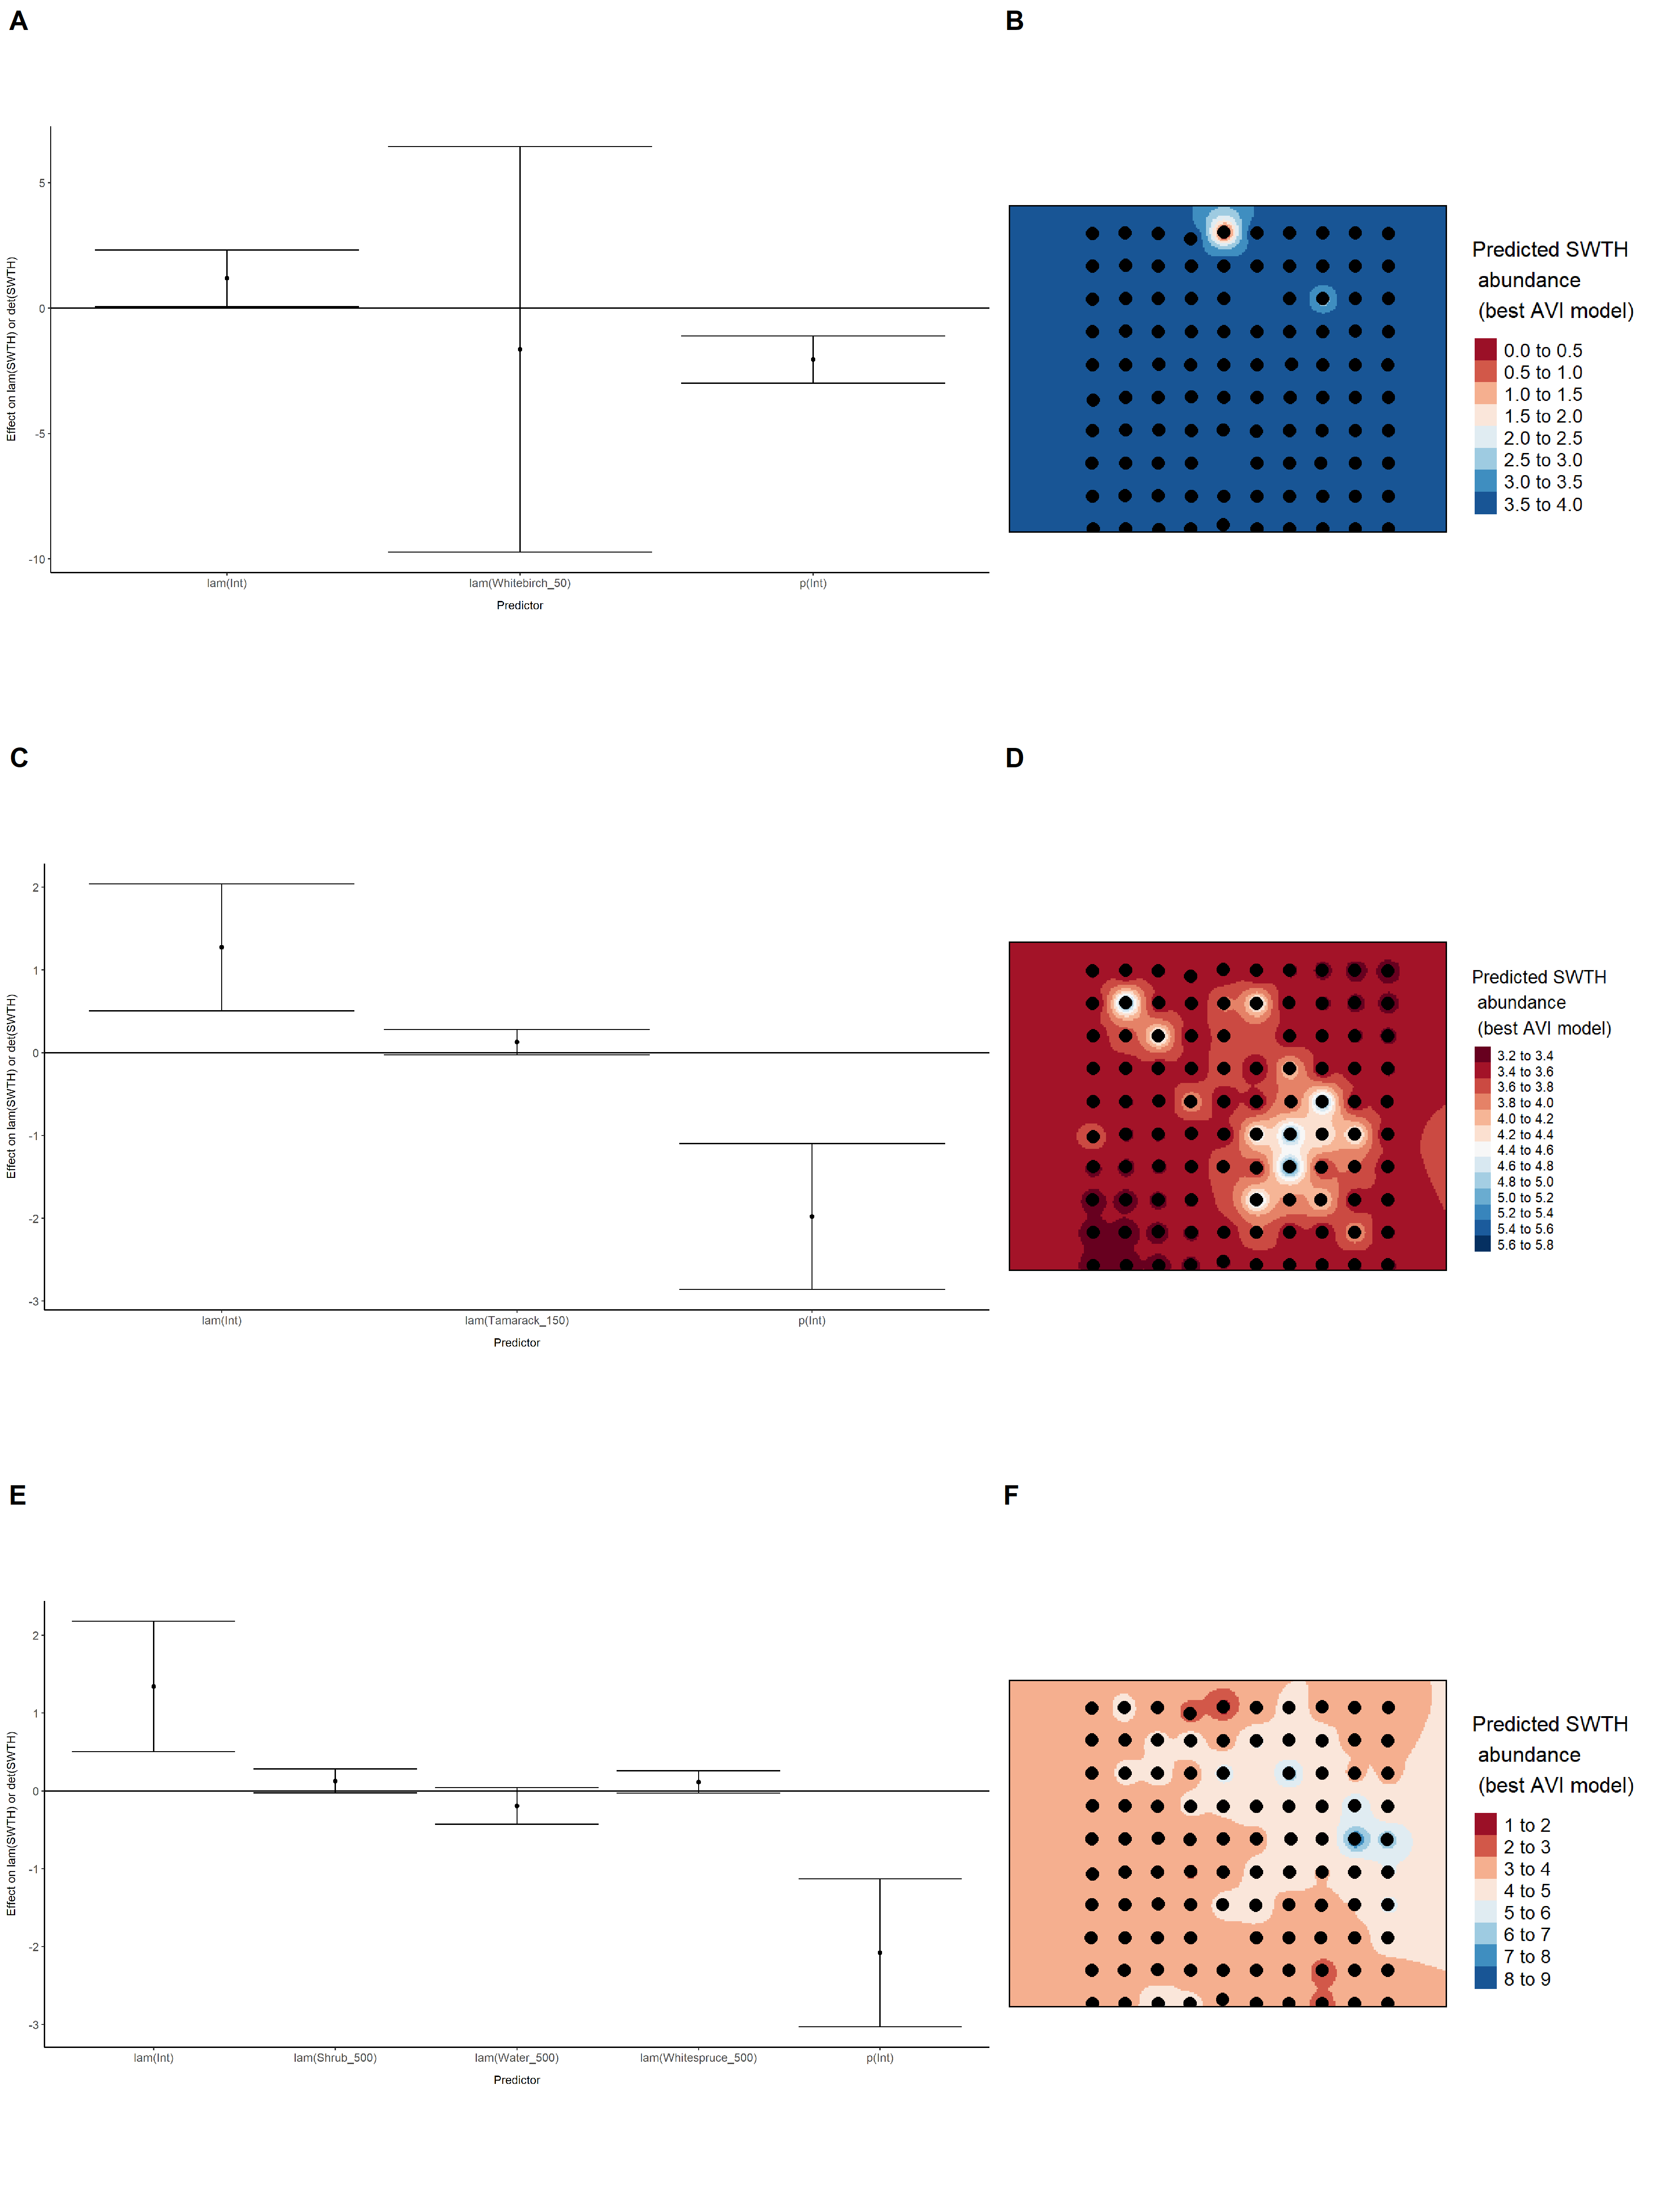 A
B
Effect on lam(SWTH) or det(SWTH)
5
0
-5
-10
lam(Int)
lam(Whitebirch_50)
p(Int)
Predictor
Predicted SWTH
abundance
(best AVI model)
0.0 to 0.5
0.5 to 1.0
1.0 to 1.5
1.5 to 2.0
2.0 to 2.5
2.5 to 3.0
3.0 to 3.5
3.5 to 4.0
C
D
Effect on lam(SWTH) or det(SWTH)
2
1
0
-1
-2
-3
lam(Int)
lam(Tamarack_150)
p(Int)
Predictor
Predicted SWTH
abundance
(best AVI model)
3.2 to 3.4
3.4 to 3.6
3.6 to 3.8
3.8 to 4.0
4.0 to 4.2
4.2 to 4.4
4.4 to 4.6
4.6 to 4.8
4.8 to 5.0
5.0 to 5.2
5.2 to 5.4
5.4 to 5.6
5.6 to 5.8
E
F
Effect on lam(SWTH) or det(SWTH)
2
1
0
-1
-2
-3
lam(Int)
lam(Shrub_500)
lam(Water_500)
lam(Whitespruce_500)
p(Int)
Predictor
Predicted SWTH
abundance
(best AVI model)
1 to 2
2 to 3
3 to 4
4 to 5
5 to 6
6 to 7
7 to 8
8 to 9